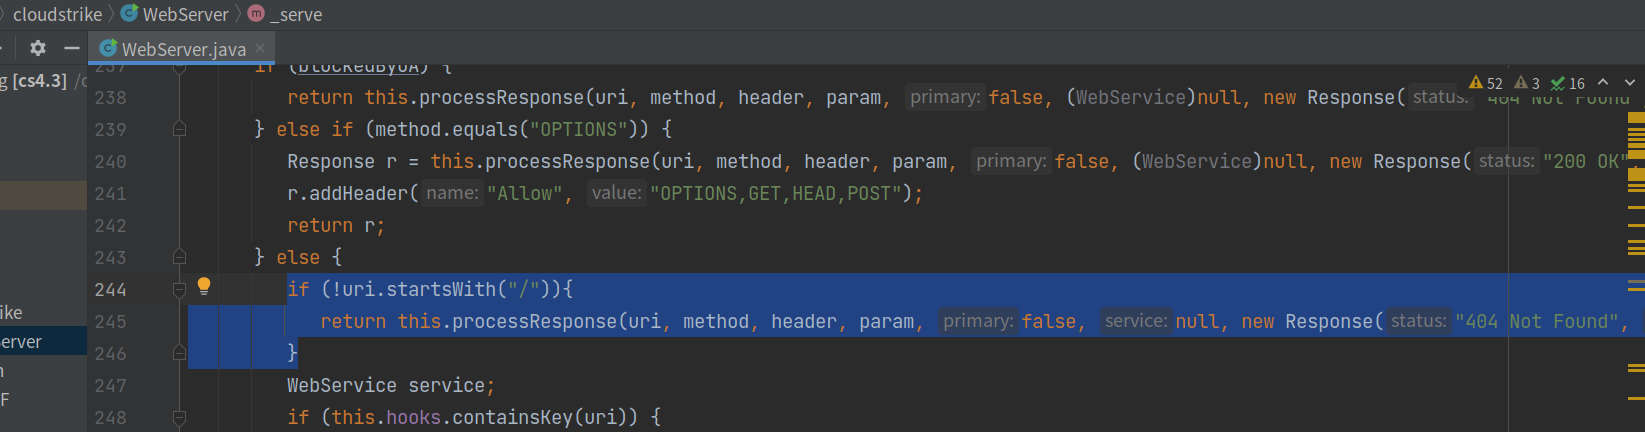 cloudstrike WebServer _serve
WebServer.java
237 if (blockedByUA) {
g [cs4.3]
52 3 16
238 return this.processResponse(uri, method, header, param, primary: false, (WebService)null, new Response( status: "404 Not Found
239 } else if (method.equals("OPTIONS")) {
240 Response r = this.processResponse(uri, method, header, param, primary: false, (WebService)null, new Response( status: "200 OK",
241 r.addHeader( name: "Allow", value: "OPTIONS,GET,HEAD,POST");
242 return r;
243 } else {
244 if (!uri.startsWith("/")){
ike
245 return this.processResponse(uri, method, header, param, primary: false, service: null, new Response( status: "404 Not Found",
erver
246 }
247 WebService service;
F
248 if (this.hooks.containsKey(uri)) {